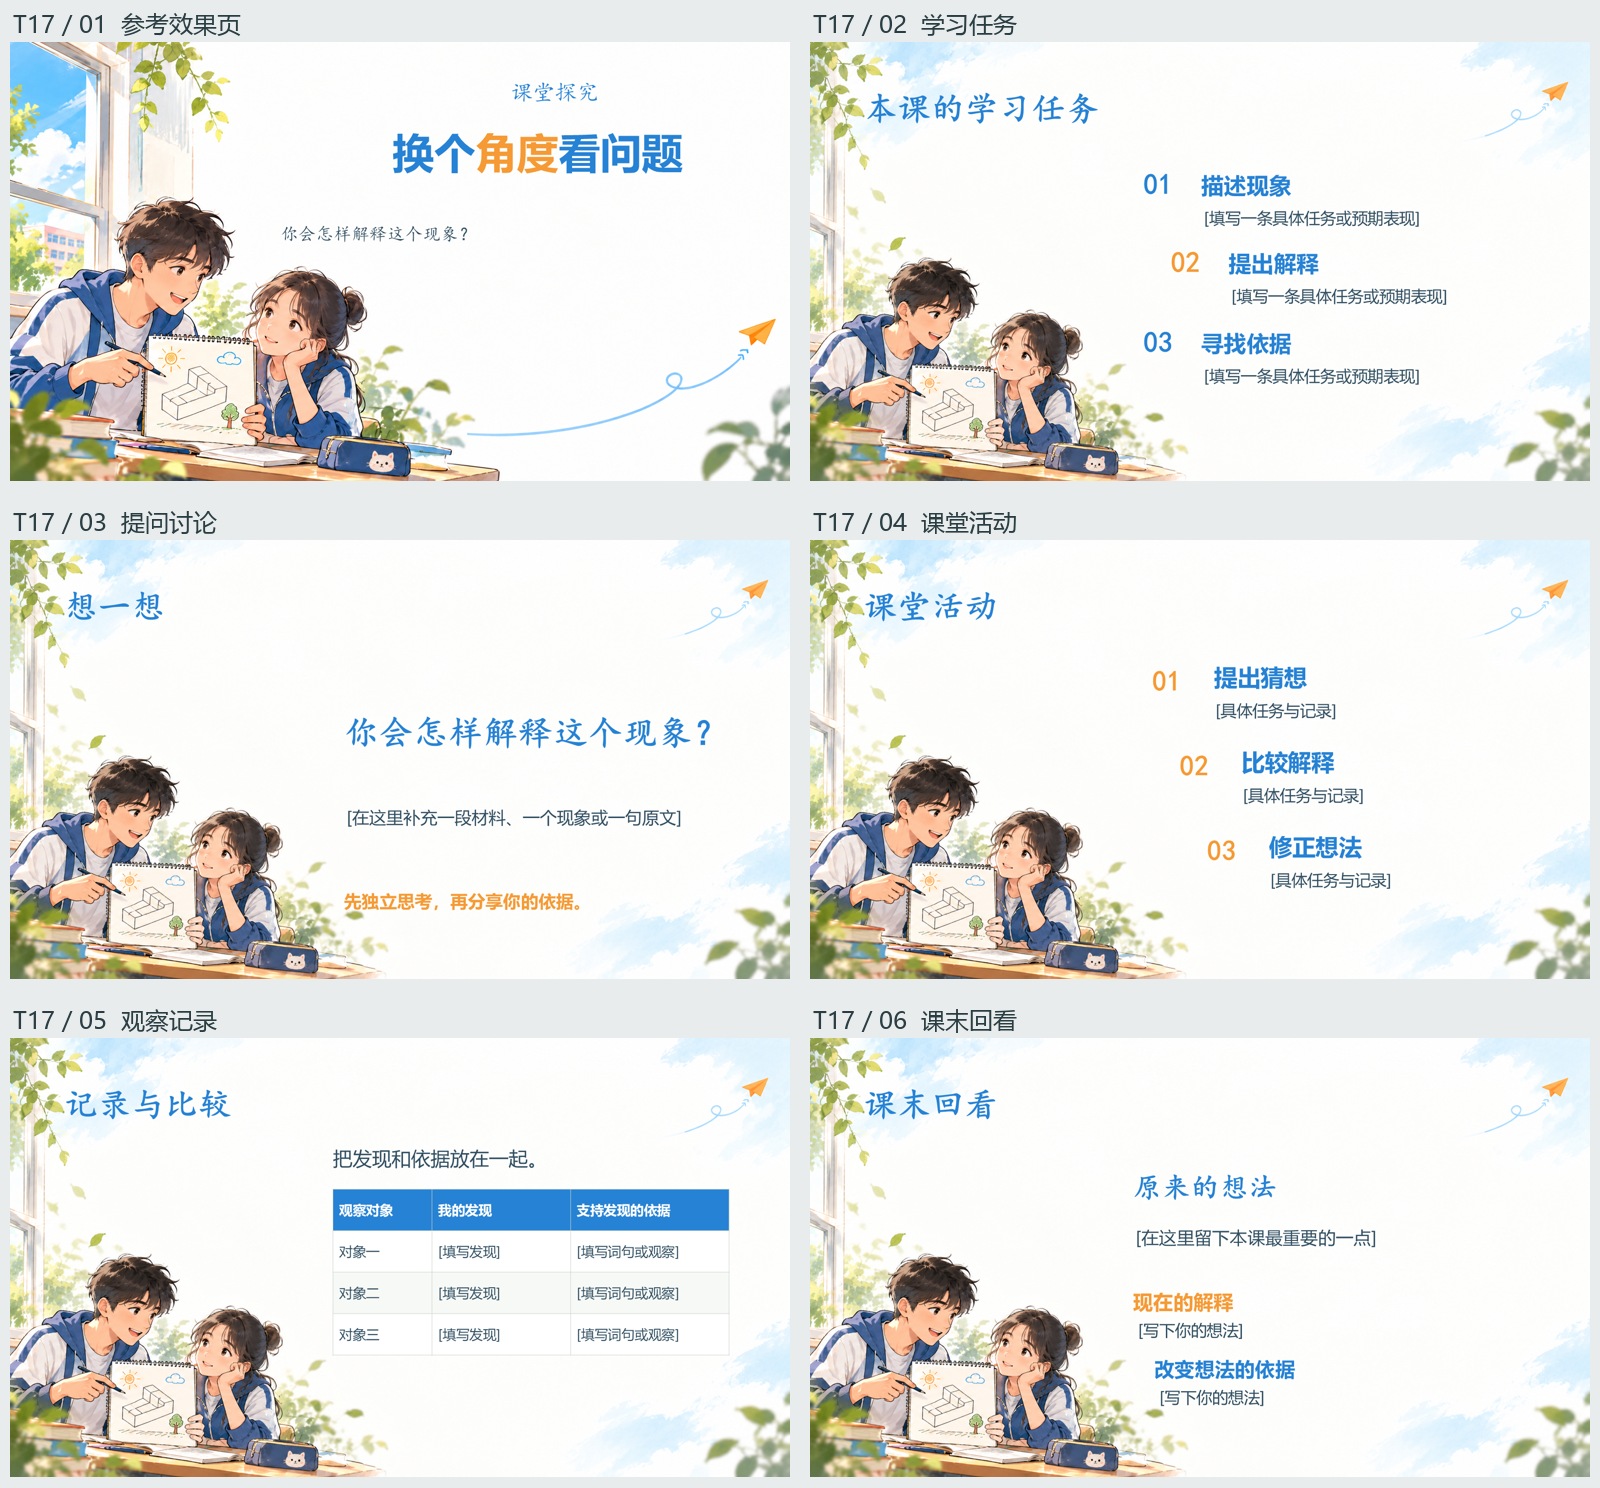 T17 / 01 参考效果页
课堂探究
换个角度看问题
你会怎样解释这个现象？
T17 / 02 学习任务
本课的学习任务
01 描述现象
[填写一条具体任务或预期表现]
02 提出解释
[填写一条具体任务或预期表现]
03 寻找依据
[填写一条具体任务或预期表现]
T17 / 03 提问讨论
想一想
你会怎样解释这个现象？
[在这里补充一段材料、一个现象或一句原文]
先独立思考，再分享你的依据。
T17 / 04 课堂活动
课堂活动
01 提出猜想
[具体任务与记录]
02 比较解释
[具体任务与记录]
03 修正想法
[具体任务与记录]
T17 / 05 观察记录
记录与比较
把发现和依据放在一起。
观察对象 我的发现 支持发现的依据
对象一 [填写发现] [填写词句或观察]
对象二 [填写发现] [填写词句或观察]
对象三 [填写发现] [填写词句或观察]
T17 / 06 课末回看
课末回看
原来的想法
[在这里留下本课最重要的一点]
现在的解释
[写下你的想法]
改变想法的依据
[写下你的想法]